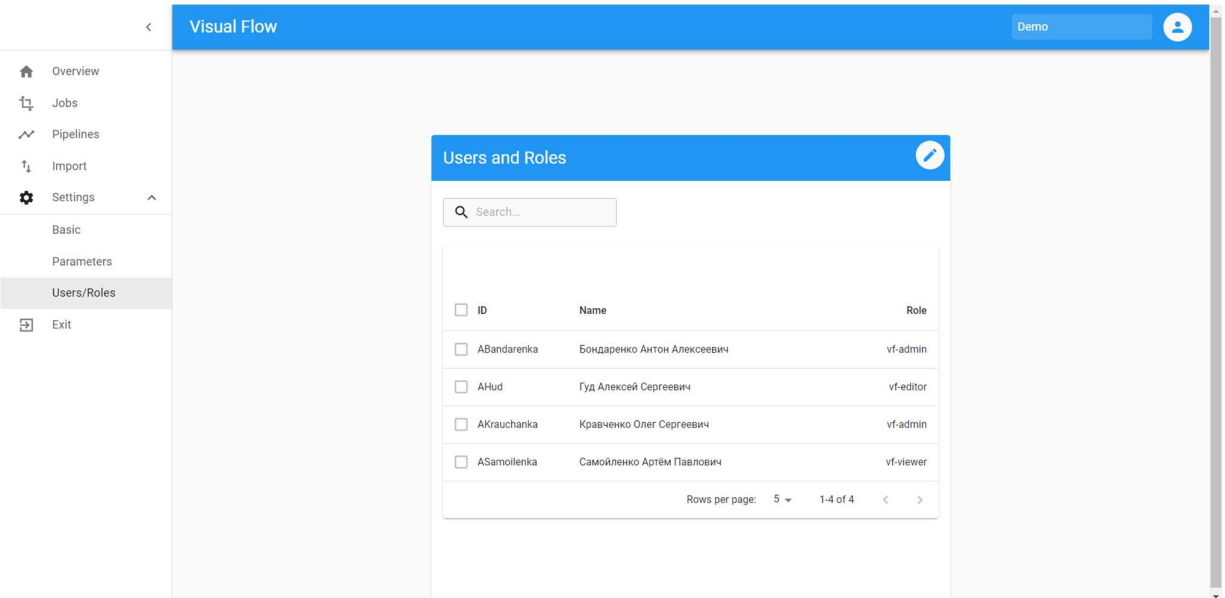 Visual Flow
Demo
Overview
Jobs
Pipelines
Import
Settings
Basic
Parameters
Users/Roles
Exit
Users and Roles
Search...
ID Name Role
ABandarenka Бондаренко Антон Алексеевич vf-admin
AHud Гуд Алексей Сергеевич vf-editor
AKrauchanka Кравченко Олег Сергеевич vf-admin
ASamoilenka Самойленко Артём Павлович vf-viewer
Rows per page: 5 1-4 of 4